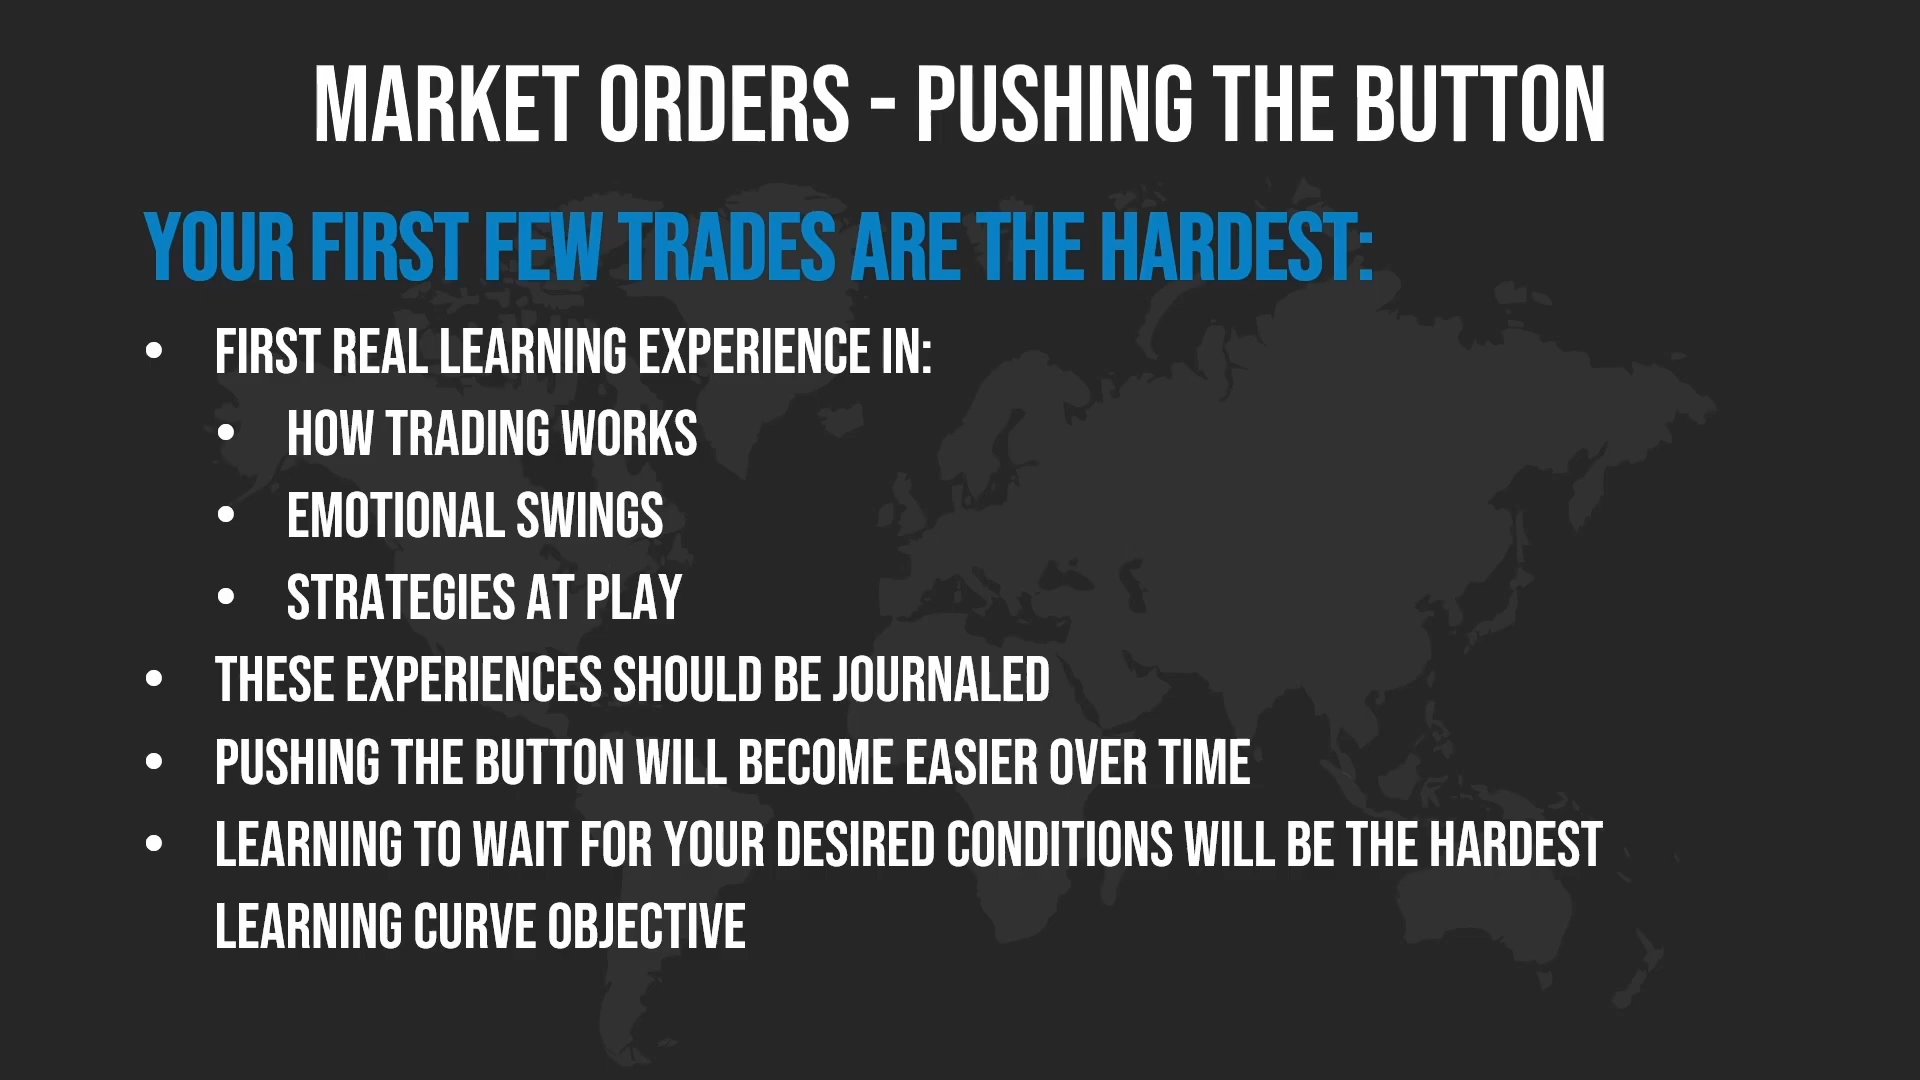 MARKET ORDERS - PUSHING THE BUTTON
YOUR FIRST FEW TRADES ARE THE HARDEST:
• FIRST REAL LEARNING EXPERIENCE IN:
• HOW TRADING WORKS
• EMOTIONAL SWINGS
• STRATEGIES AT PLAY
• THESE EXPERIENCES SHOULD BE JOURNALED
• PUSHING THE BUTTON WILL BECOME EASIER OVER TIME
• LEARNING TO WAIT FOR YOUR DESIRED CONDITIONS WILL BE THE HARDEST
LEARNING CURVE OBJECTIVE